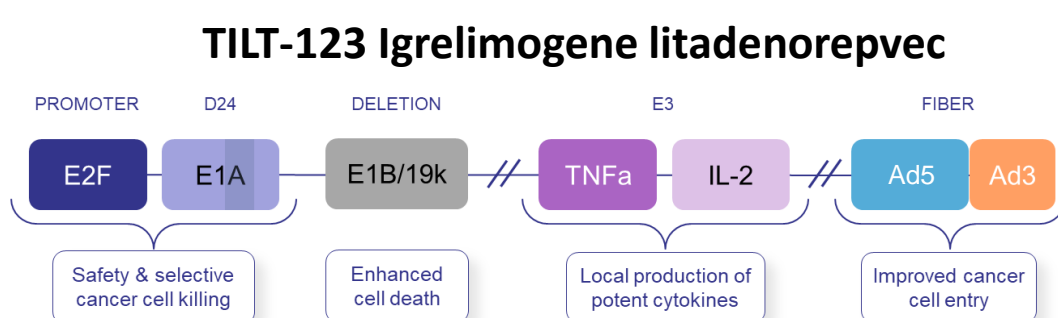 TILT-123 Igrelimogene litadenorepvec
PROMOTER D24 DELETION E3 FIBER
E2F E1A E1B/19k TNFa IL-2 Ad5 Ad3
Safety & selective
cancer cell killing
Enhanced
cell death
Local production of
potent cytokines
Improved cancer
cell entry